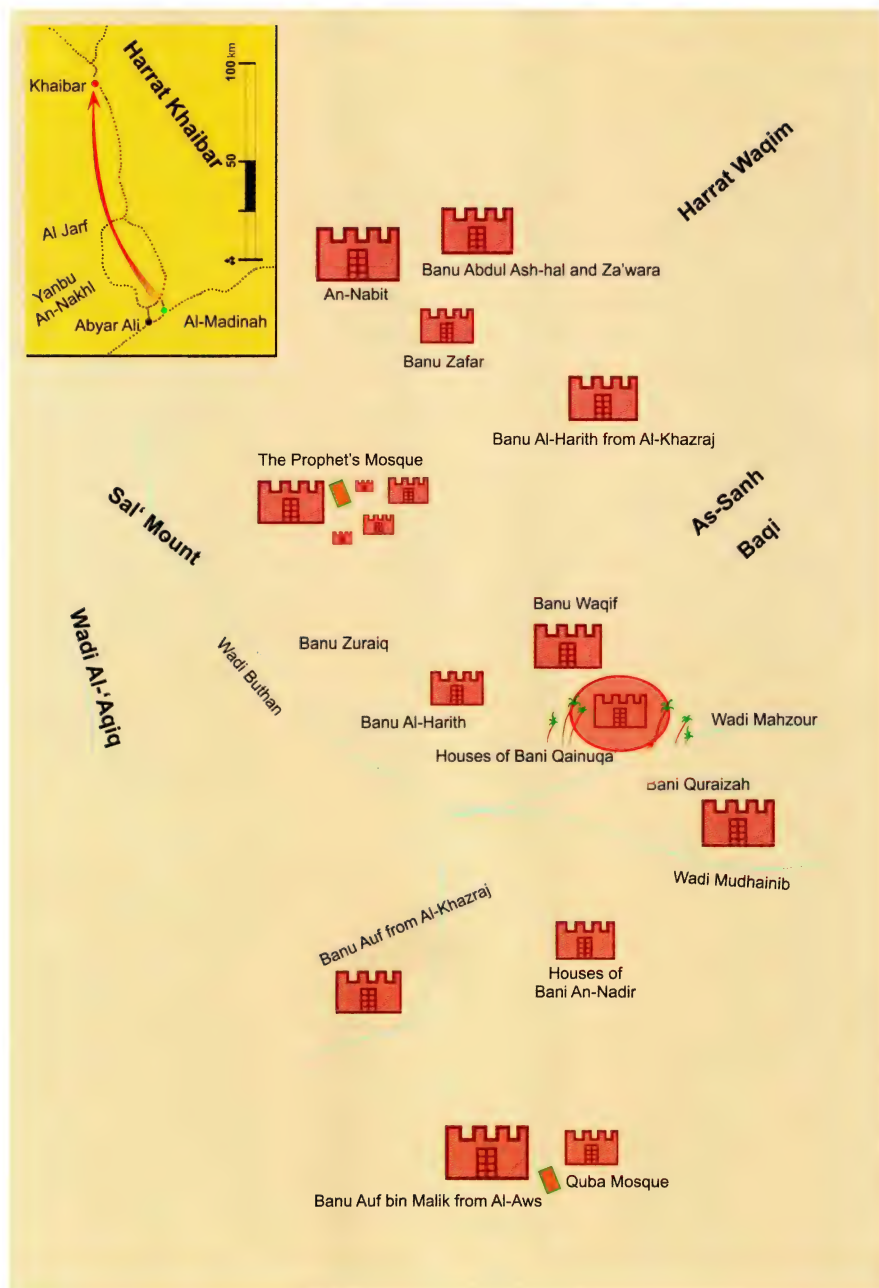 Harrat Khaibar
Khaibar
100 km
50
Al Jarf
Yanbu
An-Nakhl
Abyar Ali
Al-Madinah
Harrat Waqim
Banu Abdul Ash-hal and Za'wara
An-Nabit
Banu Zafar
Banu Al-Harith from Al-Khazraj
The Prophet's Mosque
Sal‘ Mount
As-Sanh
Baqi
Banu Waqif
Wadi Al-‘Aqiq
Wadi Buthan
Banu Zuraiq
Banu Al-Harith
Wadi Mahzour
Houses of Bani Qainuqa
Bani Quraizah
Wadi Mudhainib
Banu Auf from Al-Khazraj
Houses of
Bani An-Nadir
Quba Mosque
Banu Auf bin Malik from Al-Aws